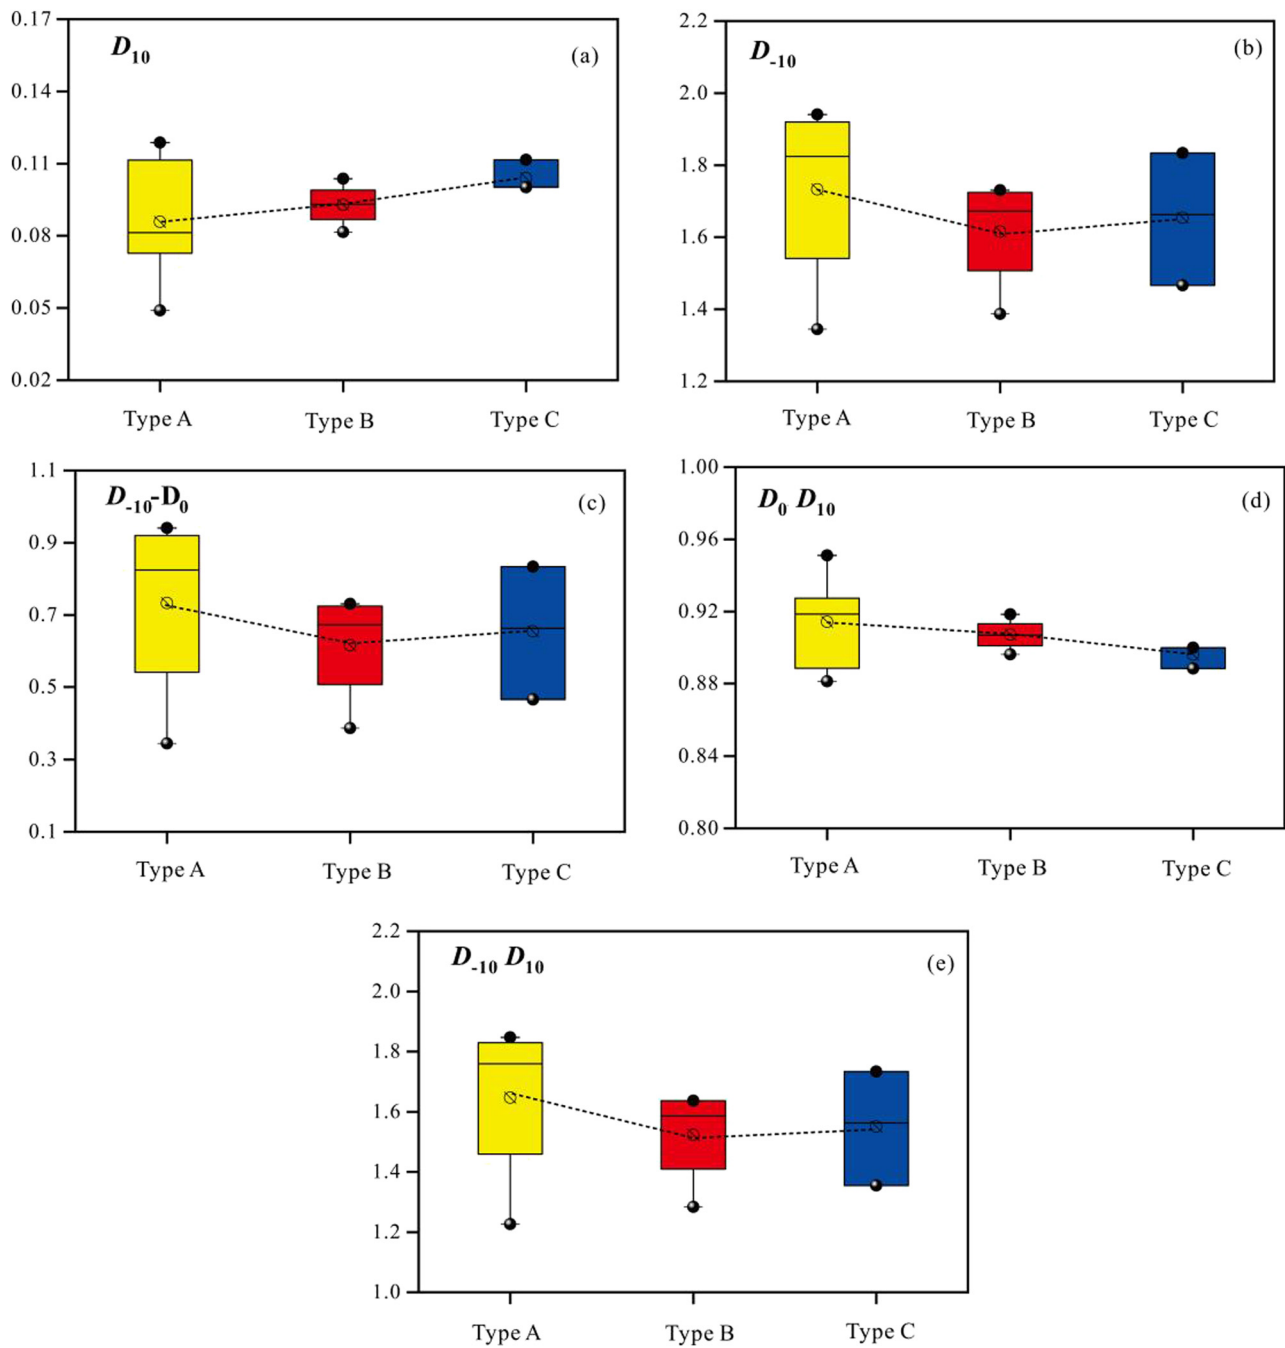 D10
(a)
0.17
0.14
0.11
0.08
0.05
0.02
Type A
Type B
Type C
D-10
(b)
2.2
2.0
1.8
1.6
1.4
1.2
Type A
Type B
Type C
D-10-D0
(c)
1.1
0.9
0.7
0.5
0.3
0.1
Type A
Type B
Type C
D0 D10
(d)
1.00
0.96
0.92
0.88
0.84
0.80
Type A
Type B
Type C
D-10 D10
(e)
2.2
2.0
1.8
1.6
1.4
1.2
1.0
Type A
Type B
Type C